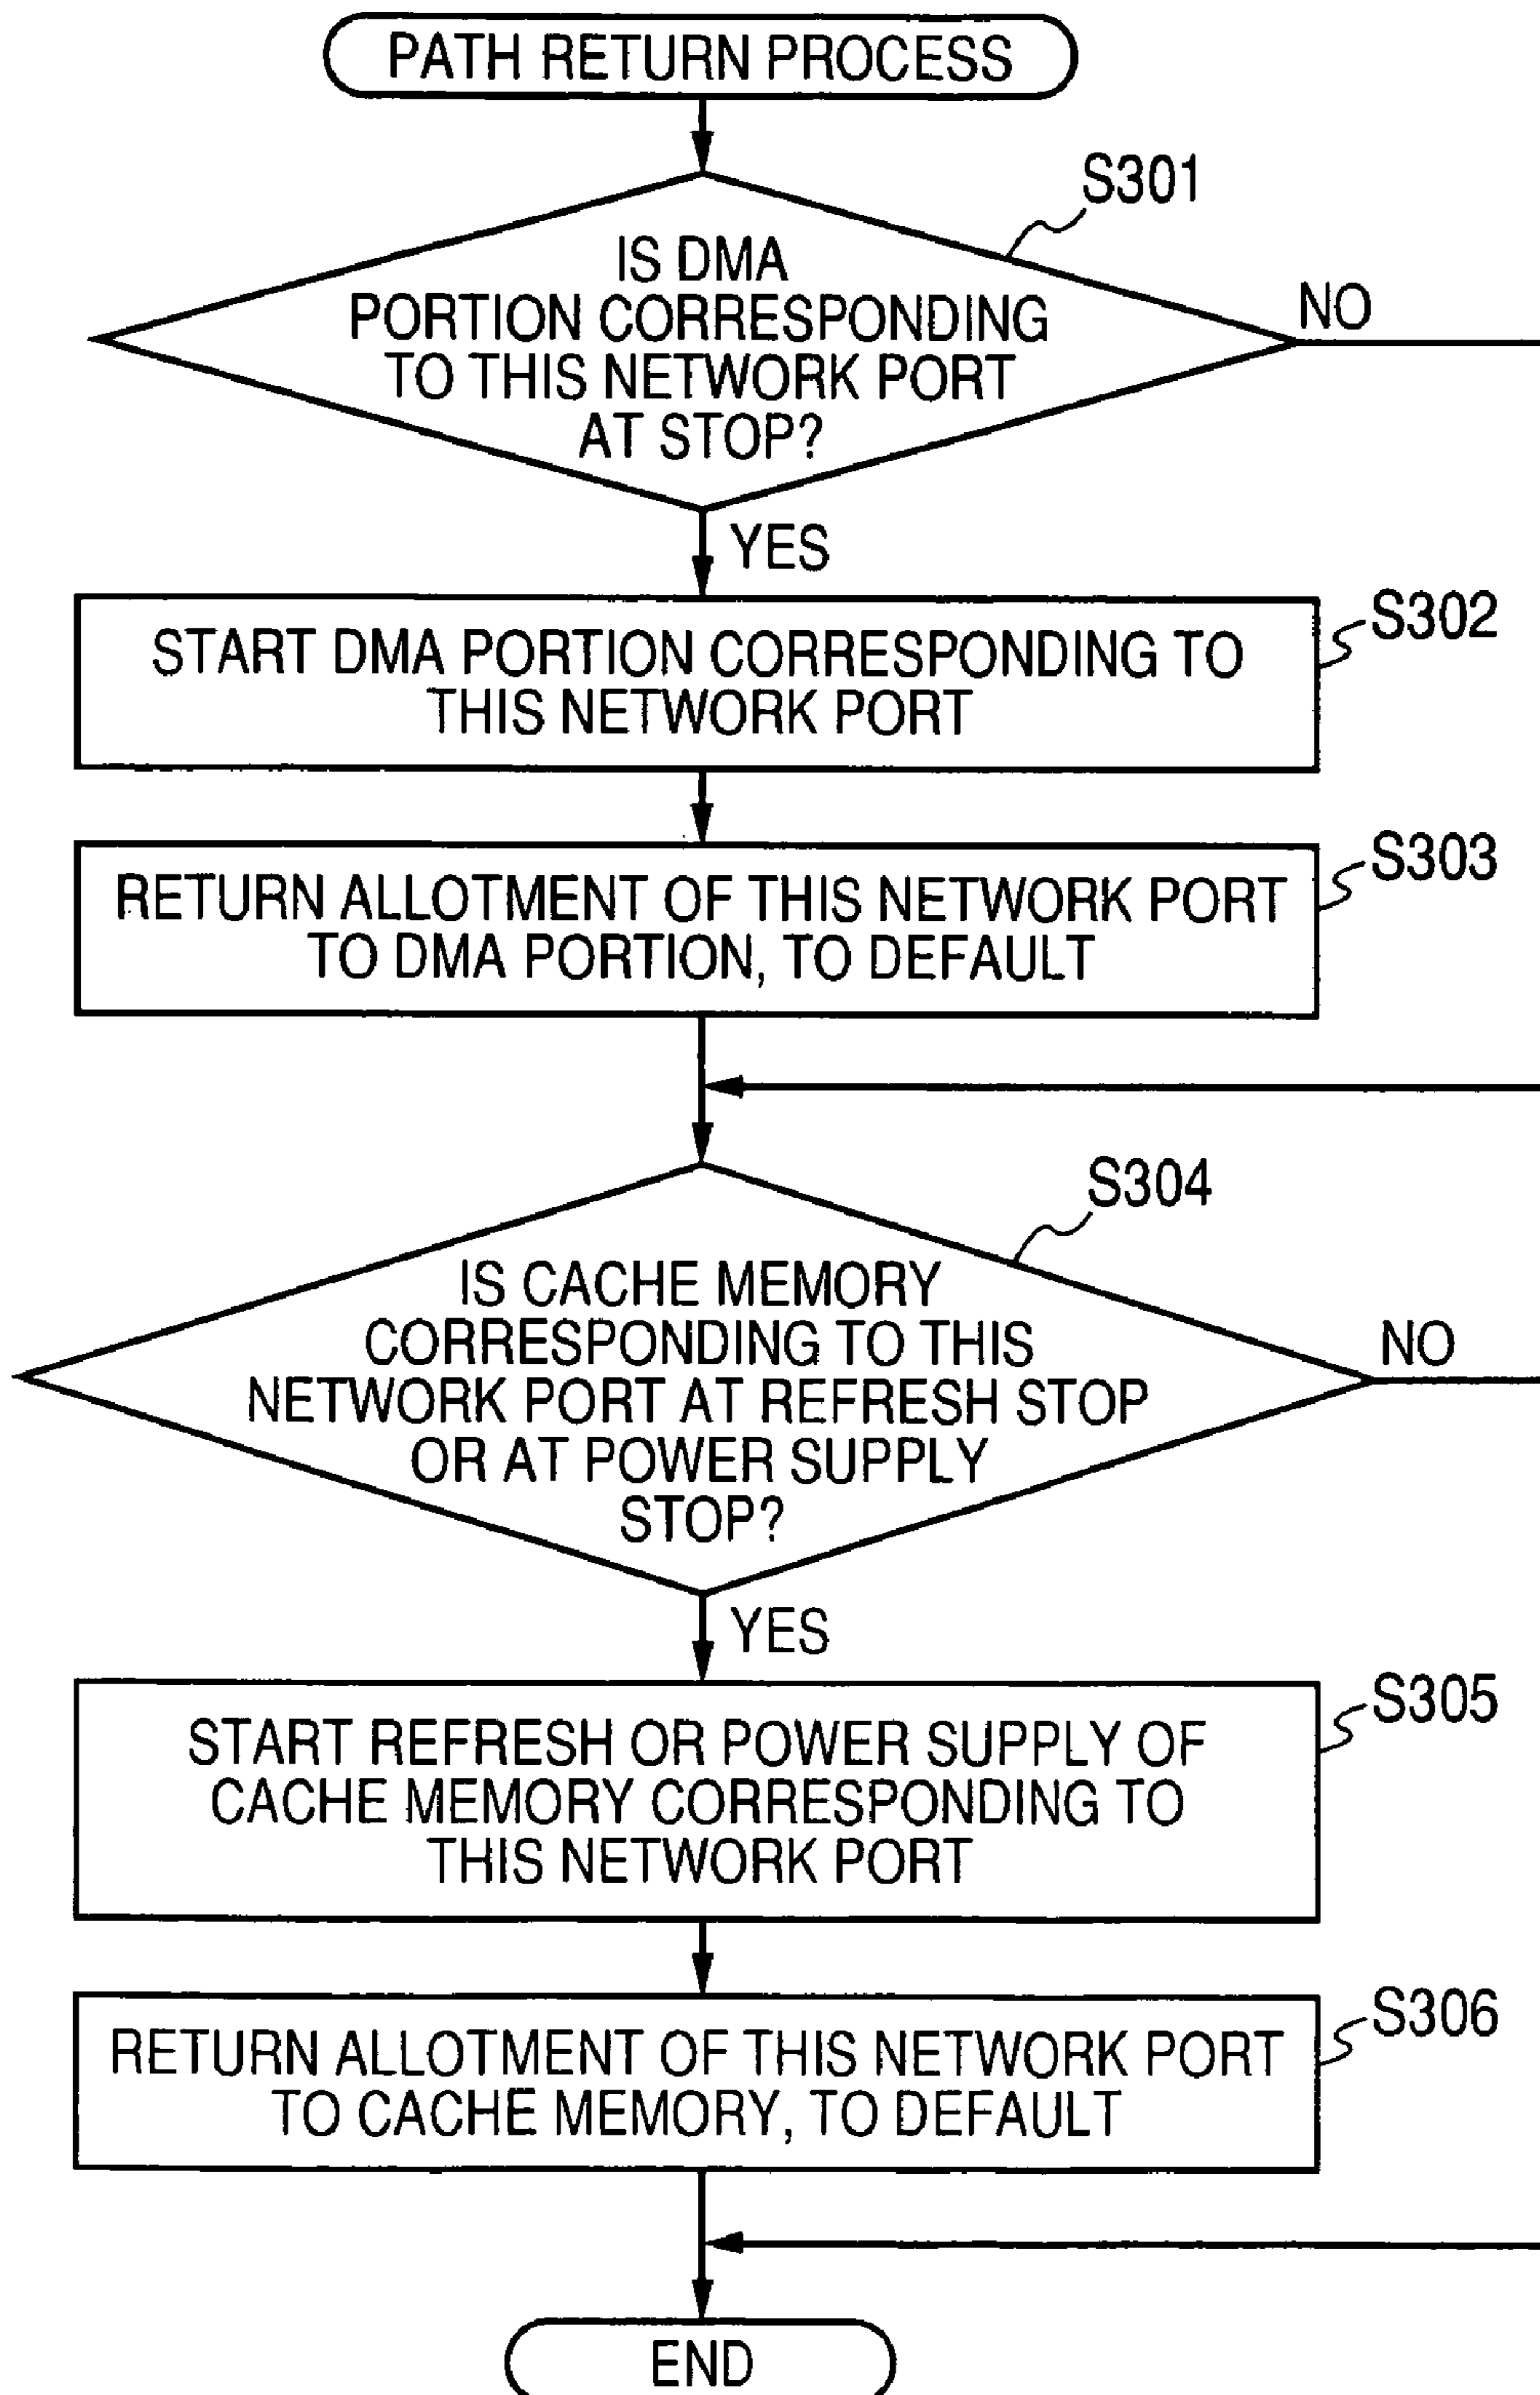 PATH RETURN PROCESS
S301
IS DMA
PORTION CORRESPONDING
TO THIS NETWORK PORT
AT STOP?
NO
YES
S302
START DMA PORTION CORRESPONDING TO
THIS NETWORK PORT
S303
RETURN ALLOTMENT OF THIS NETWORK PORT
TO DMA PORTION, TO DEFAULT
S304
IS CACHE MEMORY
CORRESPONDING TO THIS
NETWORK PORT AT REFRESH STOP
OR AT POWER SUPPLY
STOP?
NO
YES
S305
START REFRESH OR POWER SUPPLY OF
CACHE MEMORY CORRESPONDING TO
THIS NETWORK PORT
S306
RETURN ALLOTMENT OF THIS NETWORK PORT
TO CACHE MEMORY, TO DEFAULT
END